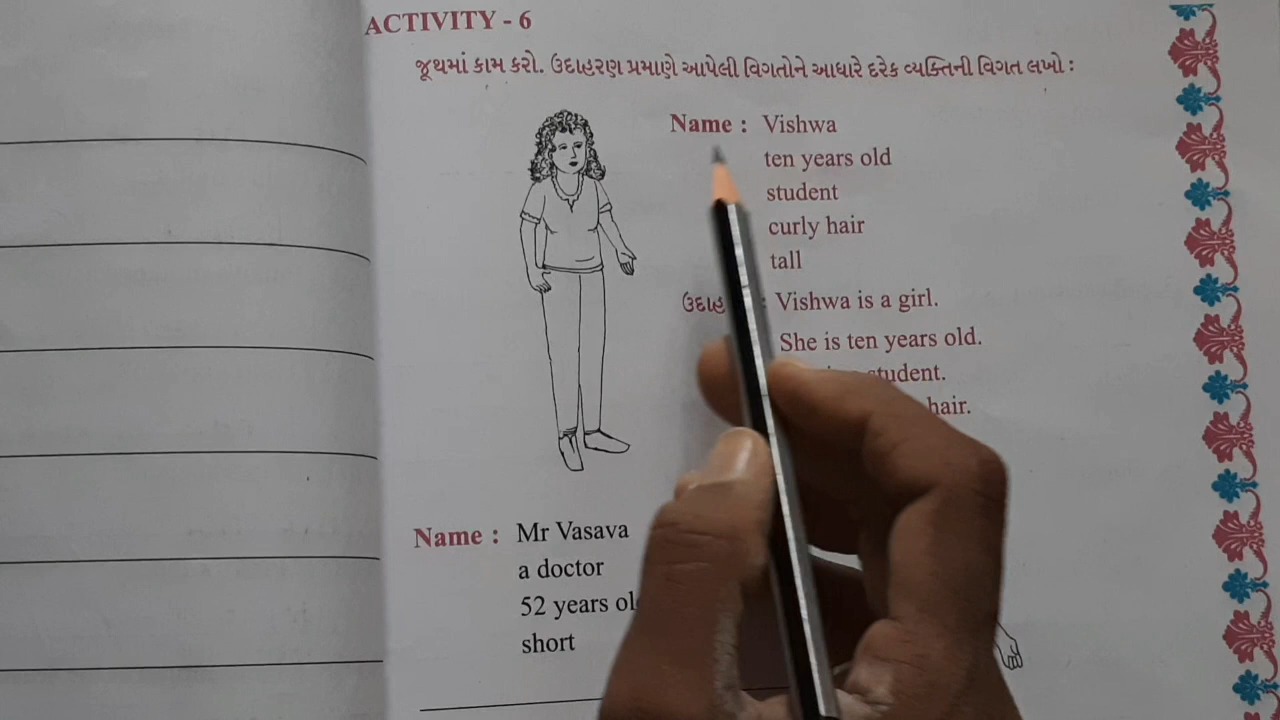 ACTIVITY - 6
જૂથમાં કામ કરો. ઉદાહરણ પ્રમાણે આપેલી વિગતોને આધારે દરેક વ્યક્તિની વિગત લખો :
Name : Vishwa
ten years old
student
curly hair
tall
: Vishwa is a girl.
She is ten years old.
student.
hair.
Name : Mr Vasava
a doctor
52 years
short